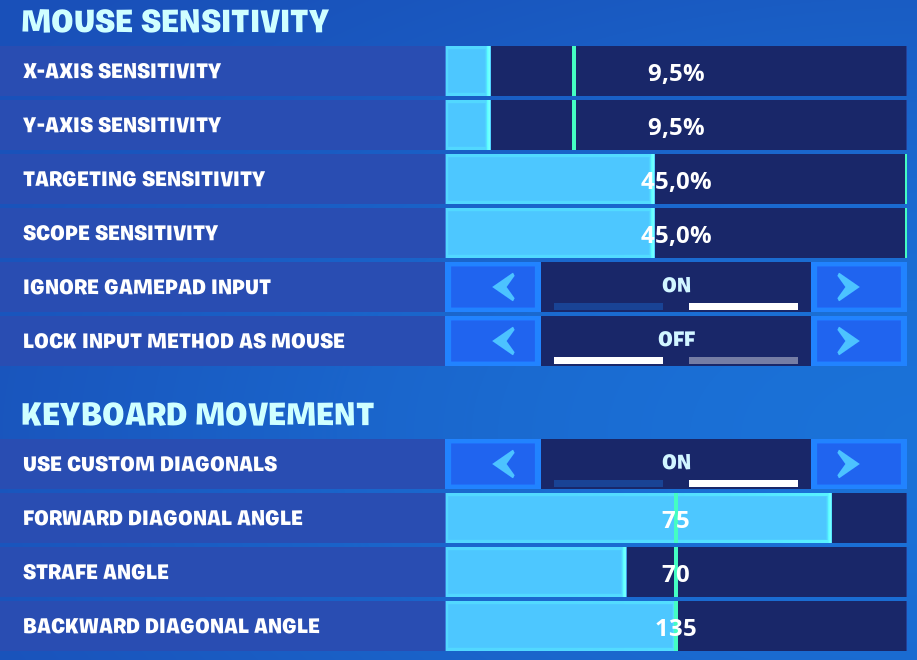 MOUSE SENSITIVITY
X-AXIS SENSITIVITY 9,5%
Y-AXIS SENSITIVITY 9,5%
TARGETING SENSITIVITY 45,0%
SCOPE SENSITIVITY 45,0%
IGNORE GAMEPAD INPUT ON
LOCK INPUT METHOD AS MOUSE OFF
KEYBOARD MOVEMENT
USE CUSTOM DIAGONALS ON
FORWARD DIAGONAL ANGLE 75
STRAFE ANGLE 70
BACKWARD DIAGONAL ANGLE 135